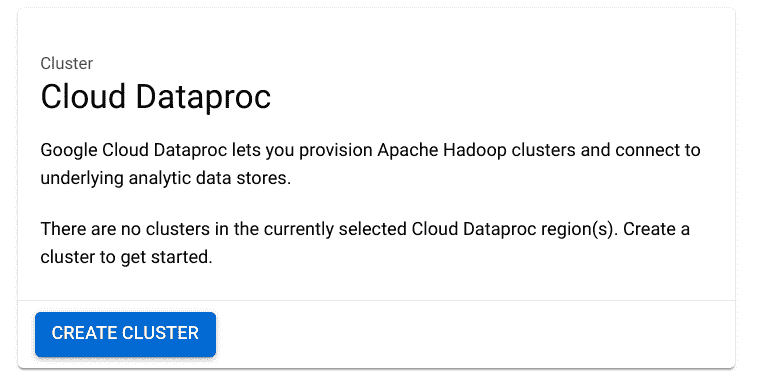 Cluster
Cloud Dataproc
Google Cloud Dataproc lets you provision Apache Hadoop clusters and connect to
underlying analytic data stores.
There are no clusters in the currently selected Cloud Dataproc region(s). Create a
cluster to get started.
CREATE CLUSTER